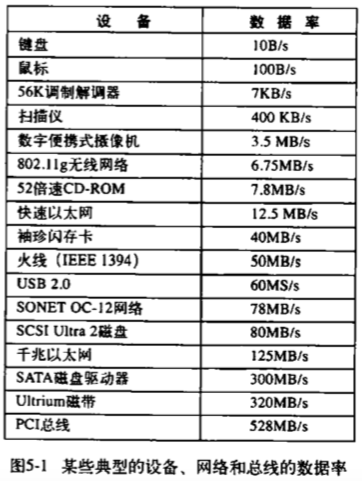 设 备 数 据 率
键盘 10B/s
鼠标 100B/s
56K调制解调器 7KB/s
扫描仪 400 KB/s
数字便携式摄像机 3.5 MB/s
802.11g无线网络 6.75MB/s
52倍速CD-ROM 7.8MB/s
快速以太网 12.5 MB/s
袖珍闪存卡 40MB/s
火线（IEEE 1394） 50MB/s
USB 2.0 60MS/s
SONET OC-12网络 78MB/s
SCSI Ultra 2磁盘 80MB/s
千兆以太网 125MB/s
SATA磁盘驱动器 300MB/s
Ultrium磁带 320MB/s
PCI总线 528MB/s
图5-1 某些典型的设备、网络和总线的数据率